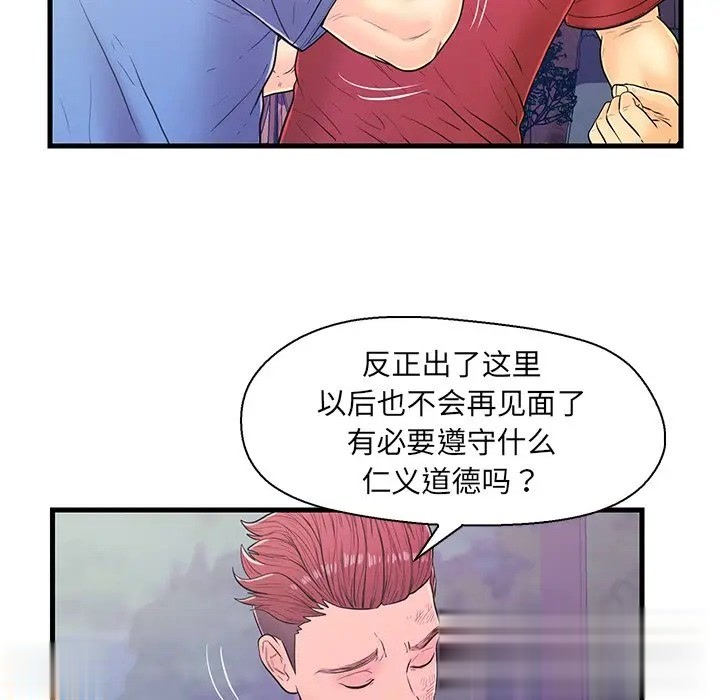 反正出了这里
以后也不会再见面了
有必要遵守什么
仁义道德吗？